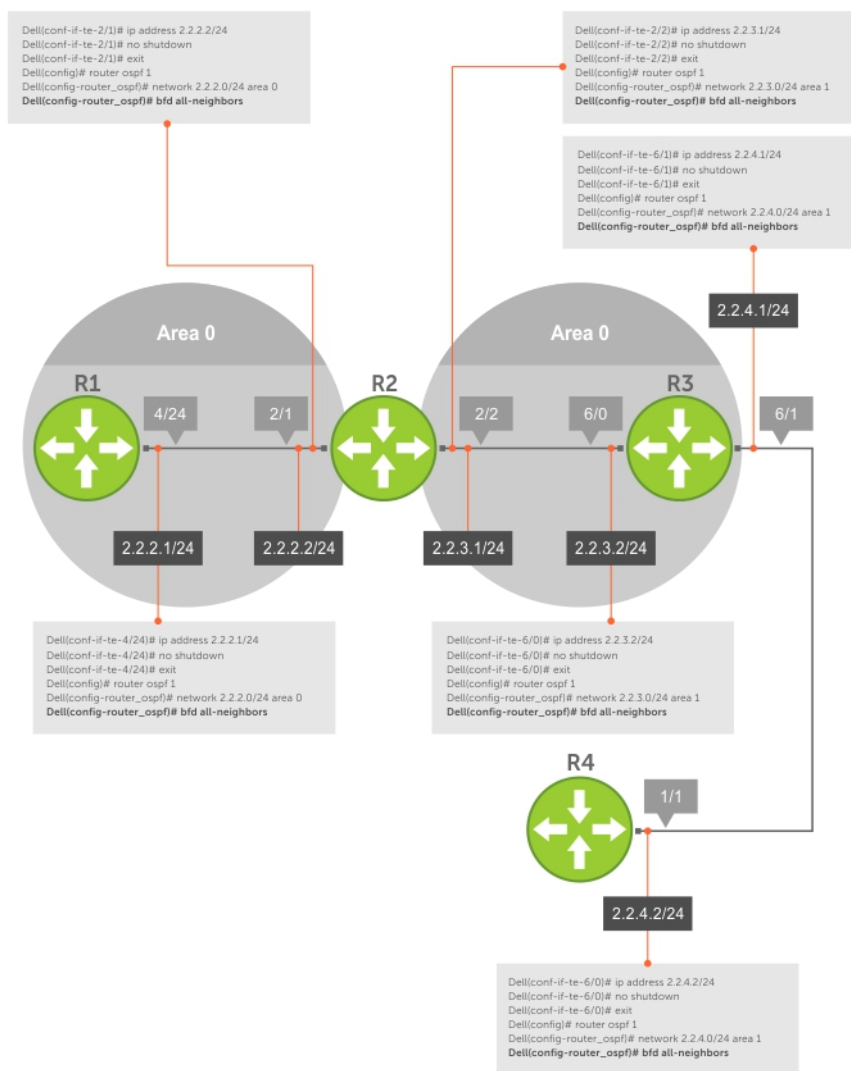 Dell(conf-if-te-2/1)# ip address 2.2.2.2/24
Dell(conf-if-te-2/1)# no shutdown
Dell(conf-if-te-2/1)# exit
Dell(config)# router ospf 1
Dell(config-router_ospf)# network 2.2.2.0/24 area 0
Dell(config-router_ospf)# bfd all-neighbors
Dell(conf-if-te-2/2)# ip address 2.2.3.1/24
Dell(conf-if-te-2/2)# no shutdown
Dell(conf-if-te-2/2)# exit
Dell(config)# router ospf 1
Dell(config-router_ospf)# network 2.2.3.0/24 area 1
Dell(config-router_ospf)# bfd all-neighbors
Dell(conf-if-te-6/1)# ip address 2.2.4.1/24
Dell(conf-if-te-6/1)# no shutdown
Dell(conf-if-te-6/1)# exit
Dell(config)# router ospf 1
Dell(config-router_ospf)# network 2.2.4.0/24 area 1
Dell(config-router_ospf)# bfd all-neighbors
2.2.4.1/24
Area 0
Area 0
R1
R2
R3
4/24
2/1
2/2
6/0
6/1
2.2.2.1/24
2.2.2.2/24
2.2.3.1/24
2.2.3.2/24
Dell(conf-if-te-4/24)# ip address 2.2.2.1/24
Dell(conf-if-te-4/24)# no shutdown
Dell(conf-if-te-4/24)# exit
Dell(config)# router ospf 1
Dell(config-router_ospf)# network 2.2.2.0/24 area 0
Dell(config-router_ospf)# bfd all-neighbors
Dell(conf-if-te-6/0)# ip address 2.2.3.2/24
Dell(conf-if-te-6/0)# no shutdown
Dell(conf-if-te-6/0)# exit
Dell(config)# router ospf 1
Dell(config-router_ospf)# network 2.2.3.0/24 area 1
Dell(config-router_ospf)# bfd all-neighbors
R4
1/1
2.2.4.2/24
Dell(conf-if-te-6/0)# ip address 2.2.4.2/24
Dell(conf-if-te-6/0)# no shutdown
Dell(conf-if-te-6/0)# exit
Dell(config)# router ospf 1
Dell(config-router_ospf)# network 2.2.4.0/24 area 1
Dell(config-router_ospf)# bfd all-neighbors